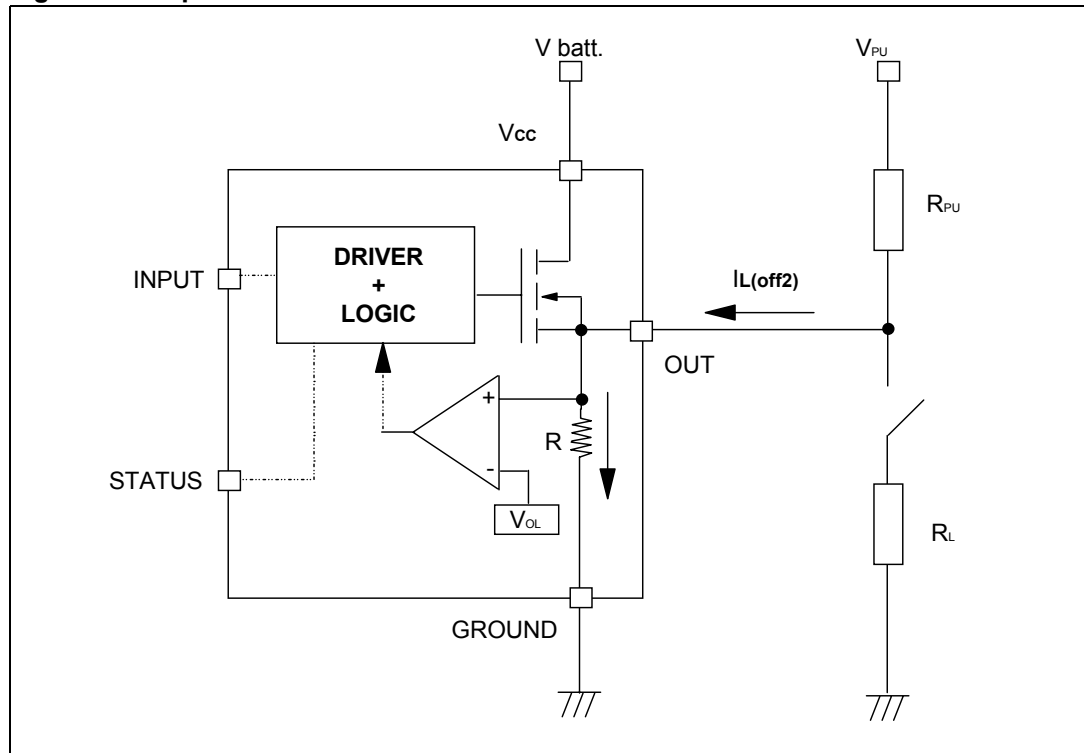 V batt.
VPU
Vcc
RPU
DRIVER
+
LOGIC
INPUT
IL(off2)
OUT
+
R
-
STATUS
VOL
RL
GROUND